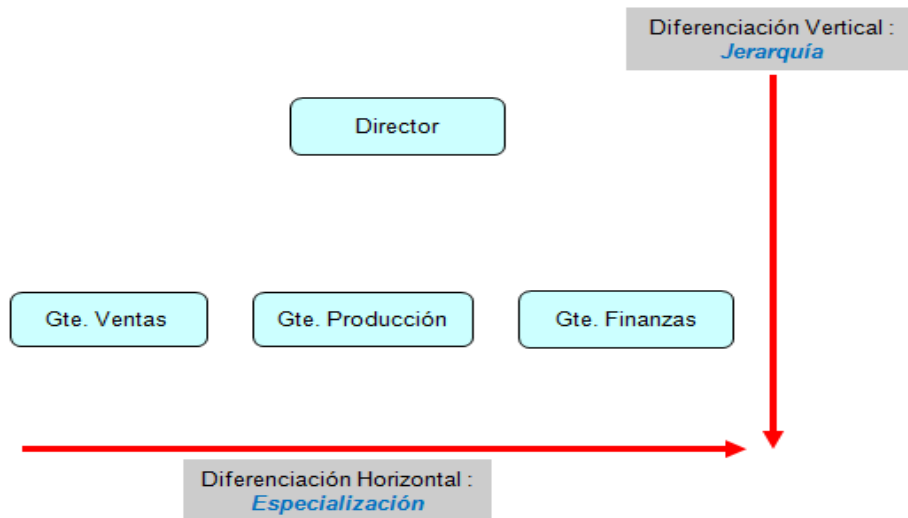 Diferenciación Vertical :
Jerarquía
Director
Gte. Ventas
Gte. Producción
Gte. Finanzas
Diferenciación Horizontal :
Especialización